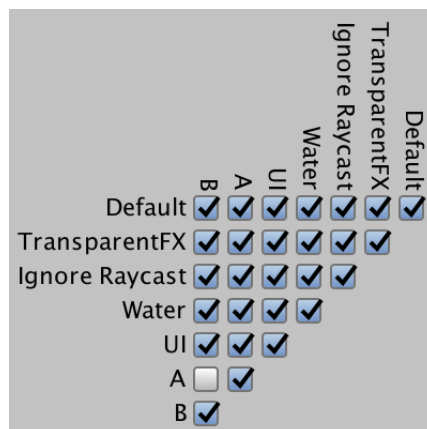 B
A
UI
Water
Ignore Raycast
TransparentFX
Default
Default
TransparentFX
Ignore Raycast
Water
UI
A
B